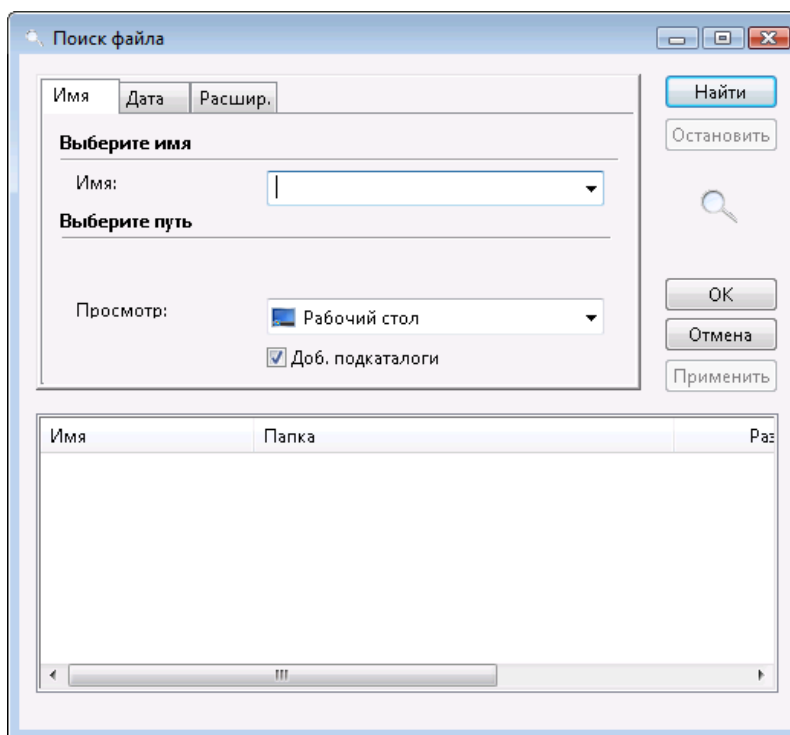 Поиск файла
Имя Дата Расшир.
Найти
Остановить
Выберите имя
Имя:
Выберите путь
Просмотр: Рабочий стол
Доб. подкаталоги
OK
Отмена
Применить
Имя Папка Раз